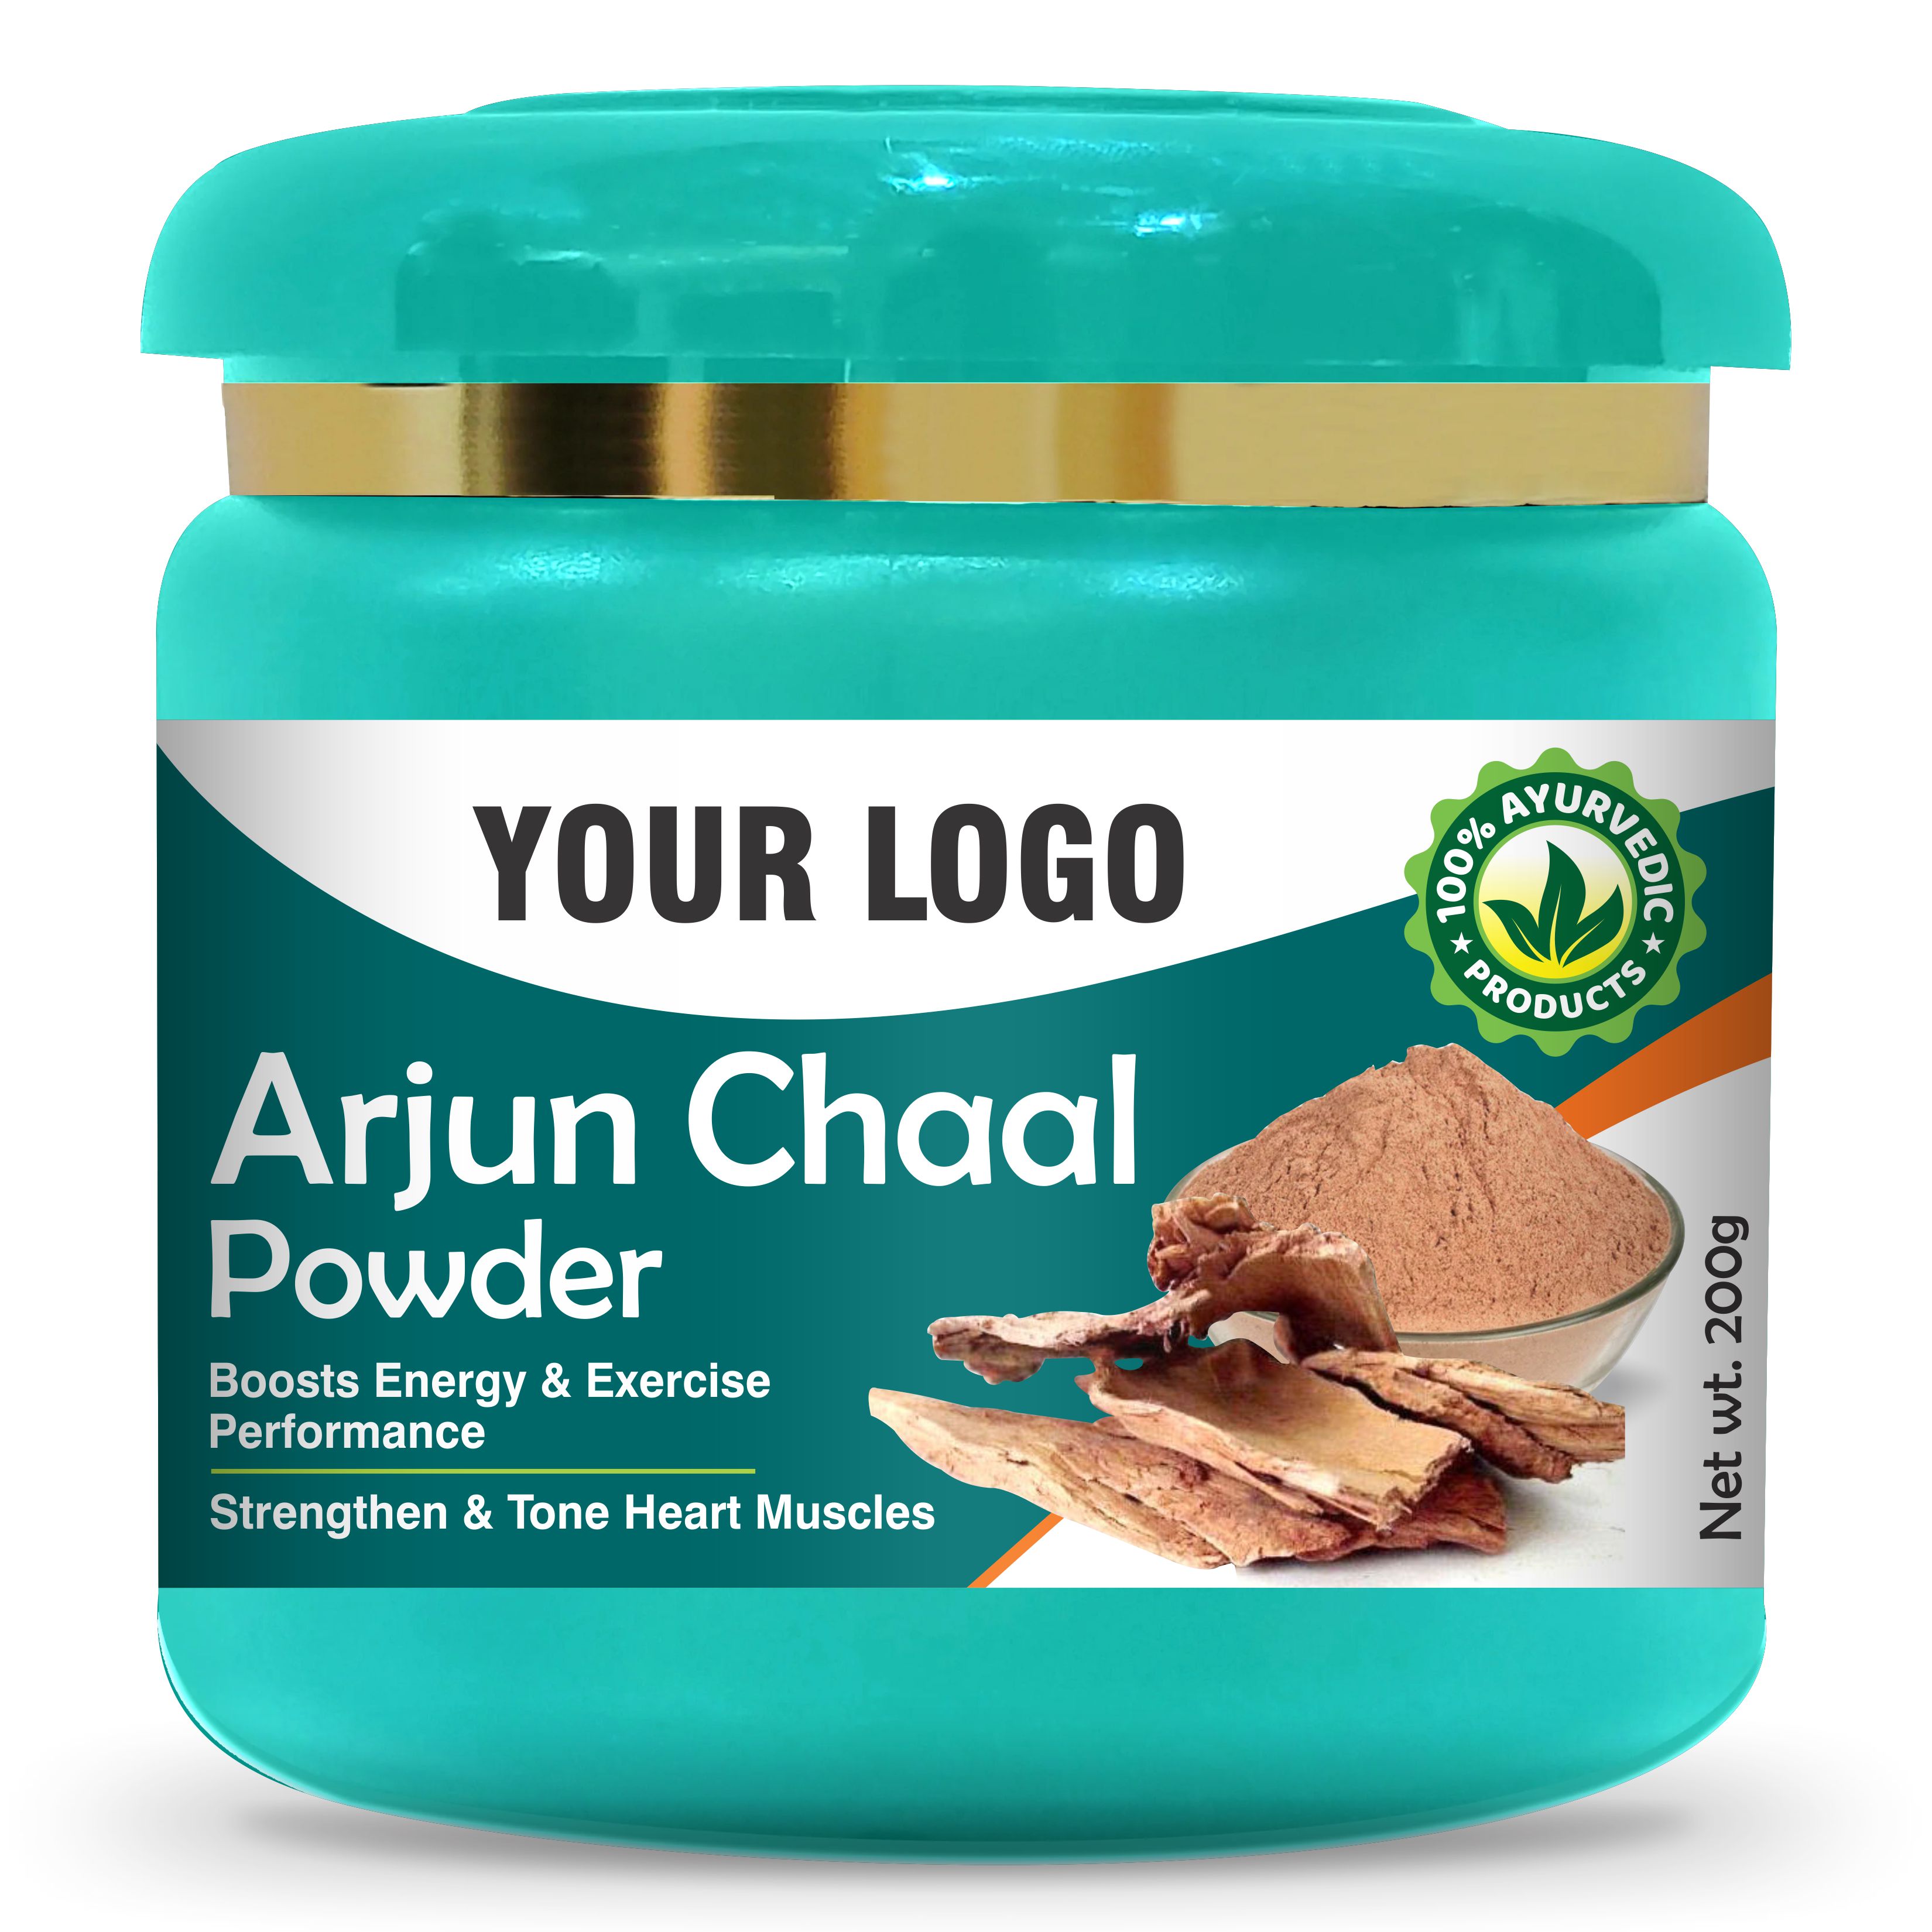 YOUR LOGO
100% AYURVEDIC
PRODUCTS
Arjun Chaal
Powder
Boosts Energy & Exercise
Performance
Strengthen & Tone Heart Muscles
Net wt. 200g